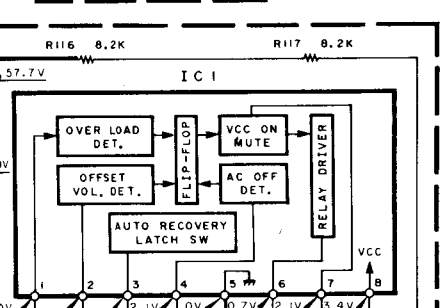 R116 8.2K R117 8.2K
57.7V
IC1
OVER LOAD DET.
FLIP-FLOP
VCC ON MUTE
RELAY DRIVER
OFFSET VOL. DET.
AC OFF DET.
AUTO RECOVERY LATCH SW
VCC
1 2 3 4 5 6 7 8
2.1V 0V 0.7V 2.1V 3.4V